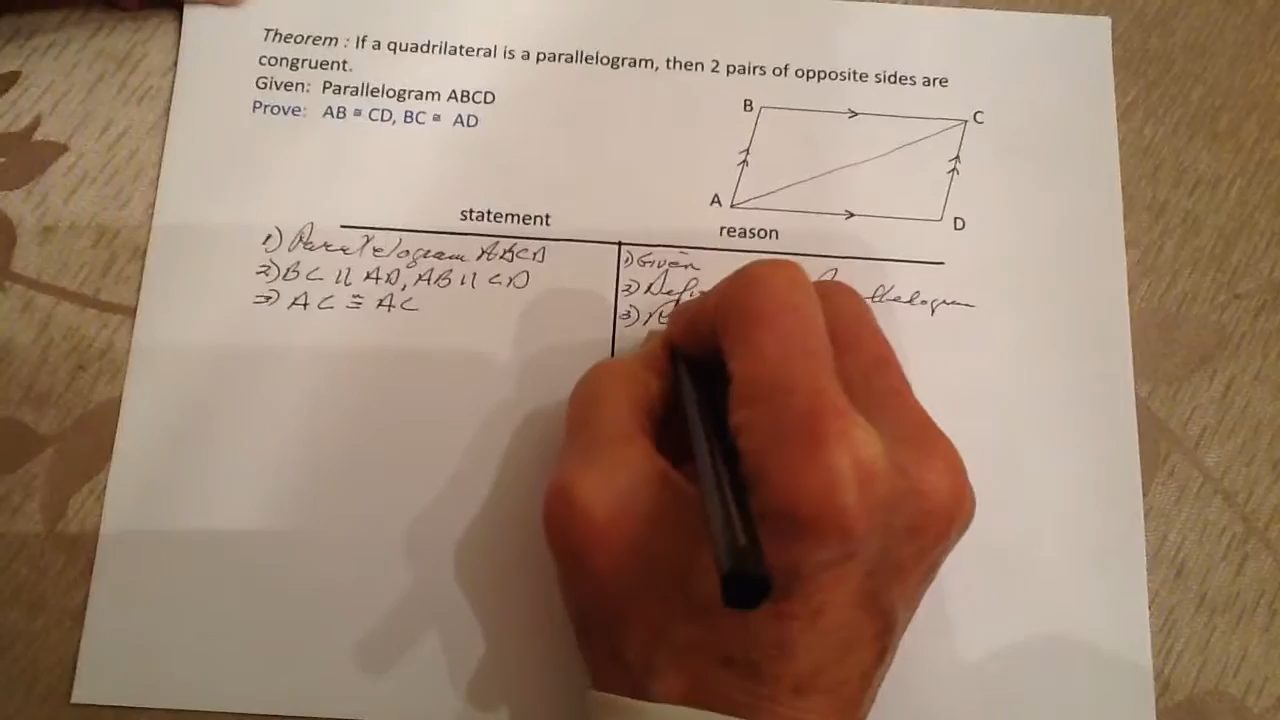 Theorem : If a quadrilateral is a parallelogram, then 2 pairs of opposite sides are
congruent.
Given: Parallelogram ABCD
Prove: AB ≅ CD, BC ≅ AD
B
C
A
D
statement
reason
1) Parallelogram ABCD
1) Given
2) BC || AD, AB || CD
3) AC ≅ AC
3)